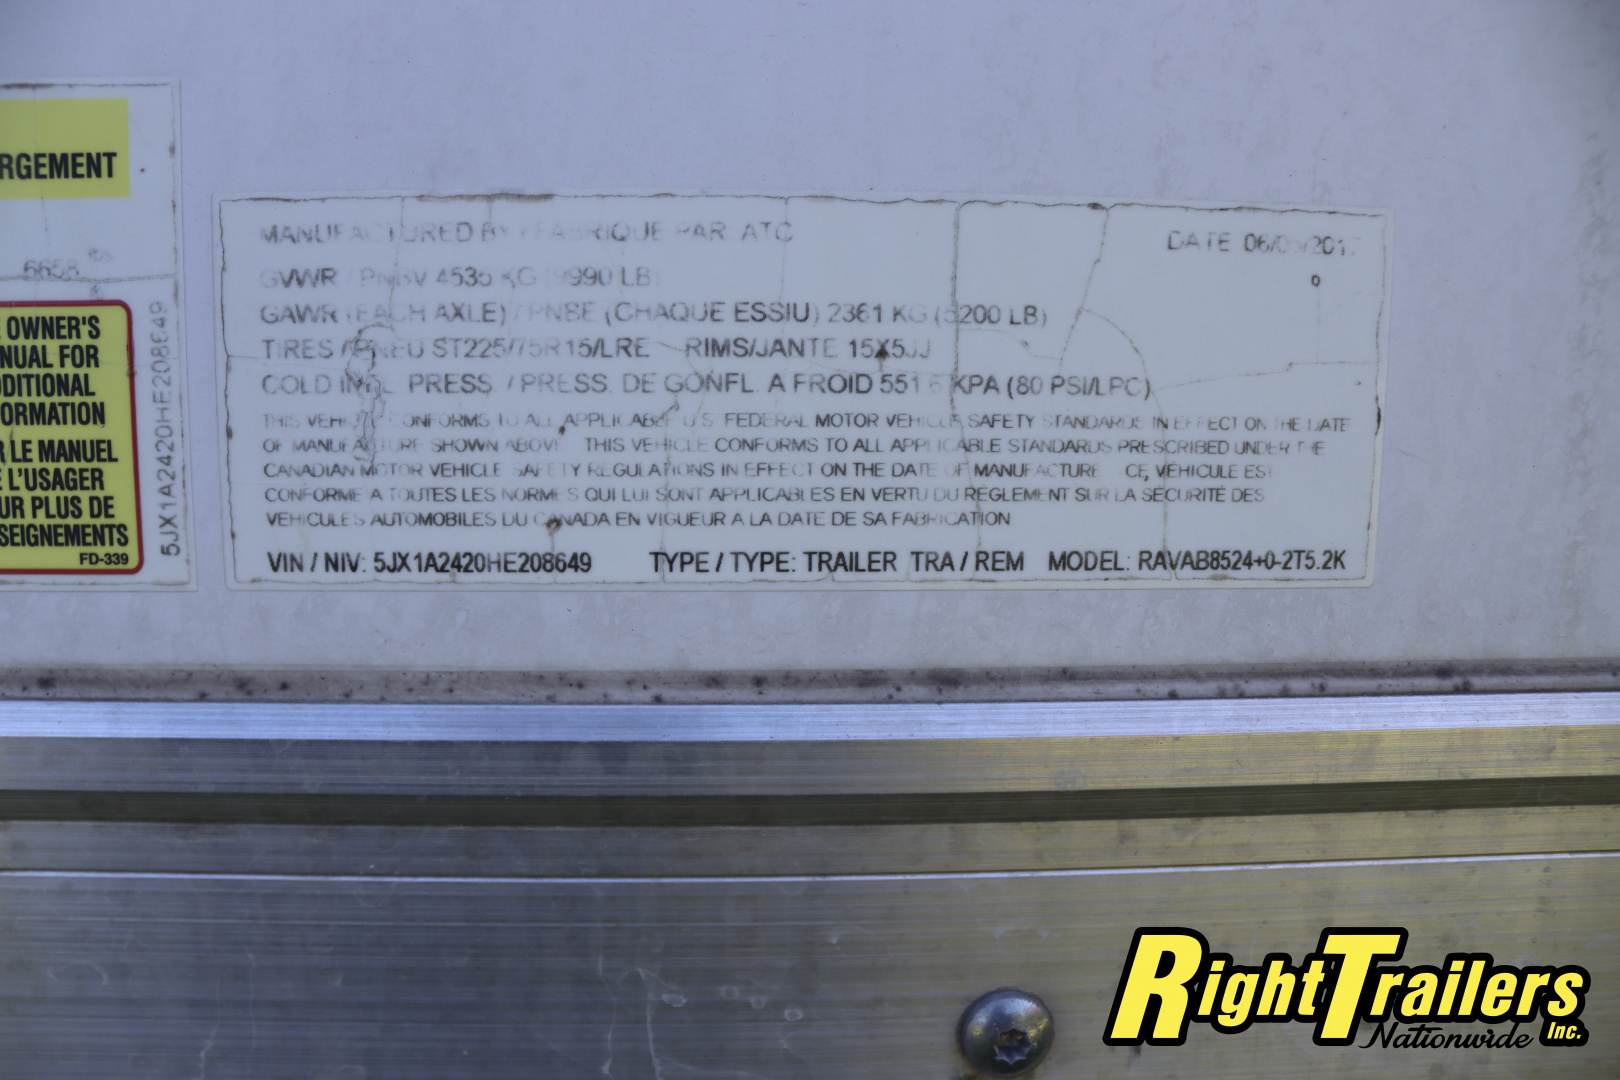 RGEMENT
6658 lbs
E OWNER'S
NUAL FOR
DDITIONAL
FORMATION
R LE MANUEL
E L'USAGER
UR PLUS DE
SEIGNEMENTS
FD-339
5JX1A2420HE208649
MANUFACTURED BY / FABRIQUE PAR ATC
DATE 2017
GVWR / PNBV 4535 KG (9990 LB)
GAWR (EACH AXLE) / PNBE (CHAQUE ESSIU) 2361 KG (5200 LB)
TIRES / PNEU ST225/75R15/LRE RIMS/JANTE 15X5JJ
COLD INFL. PRESS. / PRESS. DE GONFL. A FROID 551.6 KPA (80 PSI/LPC)
THIS VEHICLE CONFORMS TO ALL APPLICABLE U.S. FEDERAL MOTOR VEHICLE SAFETY STANDARDS IN EFFECT ON THE DATE
OF MANUFACTURE SHOWN ABOVE. THIS VEHICLE CONFORMS TO ALL APPLICABLE STANDARDS PRESCRIBED UNDER THE
CANADIAN MOTOR VEHICLE SAFETY REGULATIONS IN EFFECT ON THE DATE OF MANUFACTURE. CE, VEHICULE EST
CONFORME A TOUTES LES NORMES QUI LUI SONT APPLICABLES EN VERTU DU RÈGLEMENT SUR LA SÉCURITÉ DES
VEHICULES AUTOMOBILES DU CANADA EN VIGUEUR A LA DATE DE SA FABRICATION
VIN / NIV: 5JX1A2420HE208649 TYPE / TYPE: TRAILER TRA / REM MODEL: RAVAB8524+0-2T5.2K
RightTrailers
Nationwide Inc.